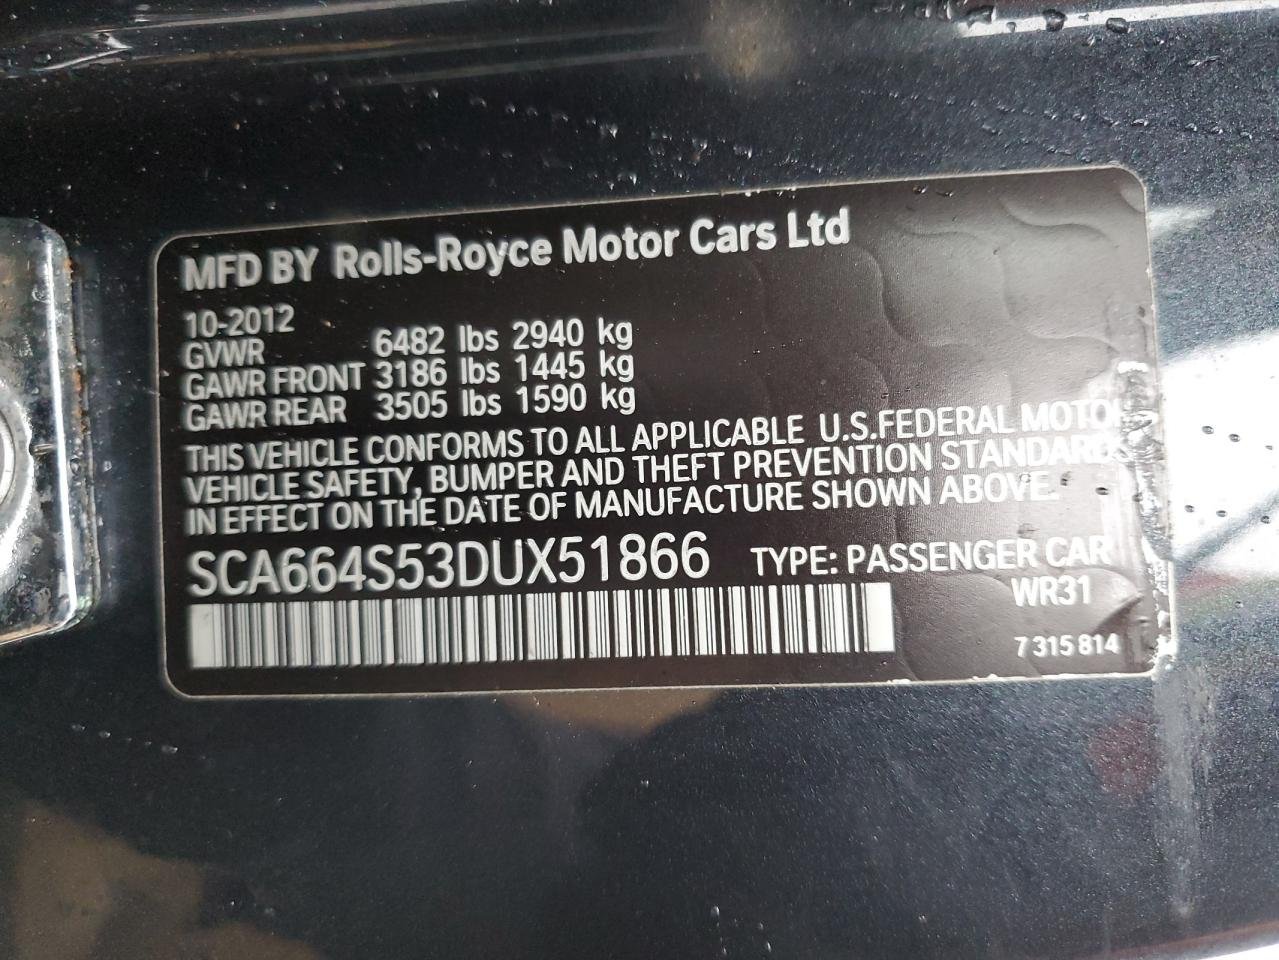 MFD BY Rolls-Royce Motor Cars Ltd
10-2012
GVWR 6482 lbs 2940 kg
GAWR FRONT 3186 lbs 1445 kg
GAWR REAR 3505 lbs 1590 kg
THIS VEHICLE CONFORMS TO ALL APPLICABLE U.S.FEDERAL MOTOR
VEHICLE SAFETY, BUMPER AND THEFT PREVENTION STANDARDS
IN EFFECT ON THE DATE OF MANUFACTURE SHOWN ABOVE.
SCA664S53DUX51866 TYPE: PASSENGER CAR
WR31
7 315 814